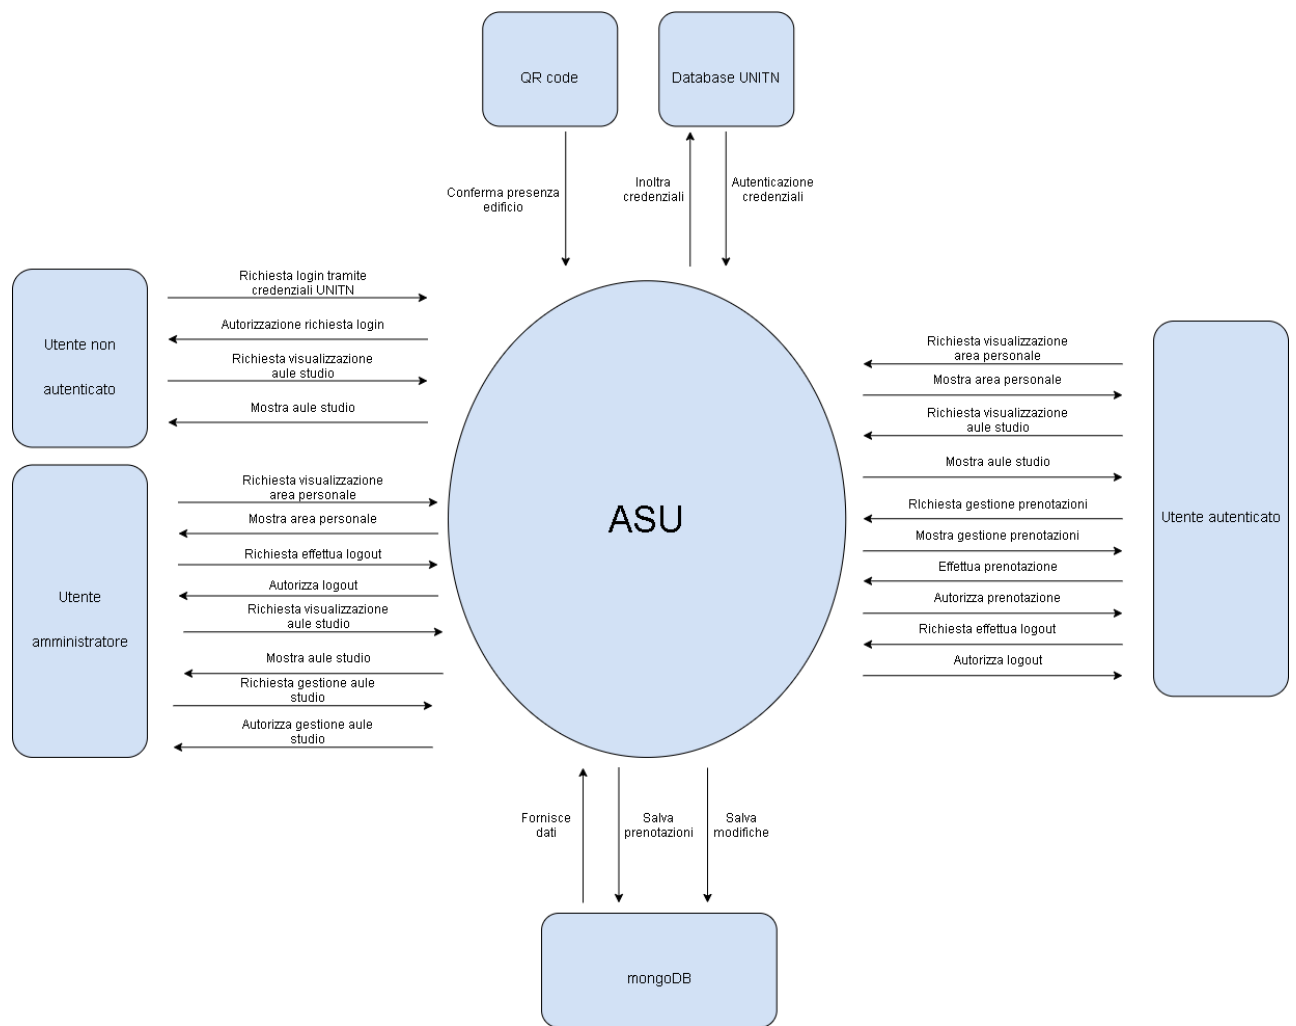 QR code
Database UNITN
Conferma presenza
edificio
Inoltra
credenziali
Autenticazione
credenziali
Utente non
autenticato
Richiesta login tramite
credenziali UNITN
Autorizzazione richiesta login
Richiesta visualizzazione
aule studio
Mostra aule studio
Utente
amministratore
Richiesta visualizzazione
area personale
Mostra area personale
Richiesta effettua logout
Autorizza logout
Richiesta visualizzazione
aule studio
Mostra aule studio
Richiesta gestione aule
studio
Autorizza gestione aule
studio
ASU
Richiesta visualizzazione
area personale
Mostra area personale
Richiesta visualizzazione
aule studio
Mostra aule studio
RIchiesta gestione prenotazioni
Mostra gestione prenotazioni
Effettua prenotazione
Autorizza prenotazione
Richiesta effettua logout
Autorizza logout
Utente autenticato
Fornisce
dati
Salva
prenotazioni
Salva
modifiche
mongoDB